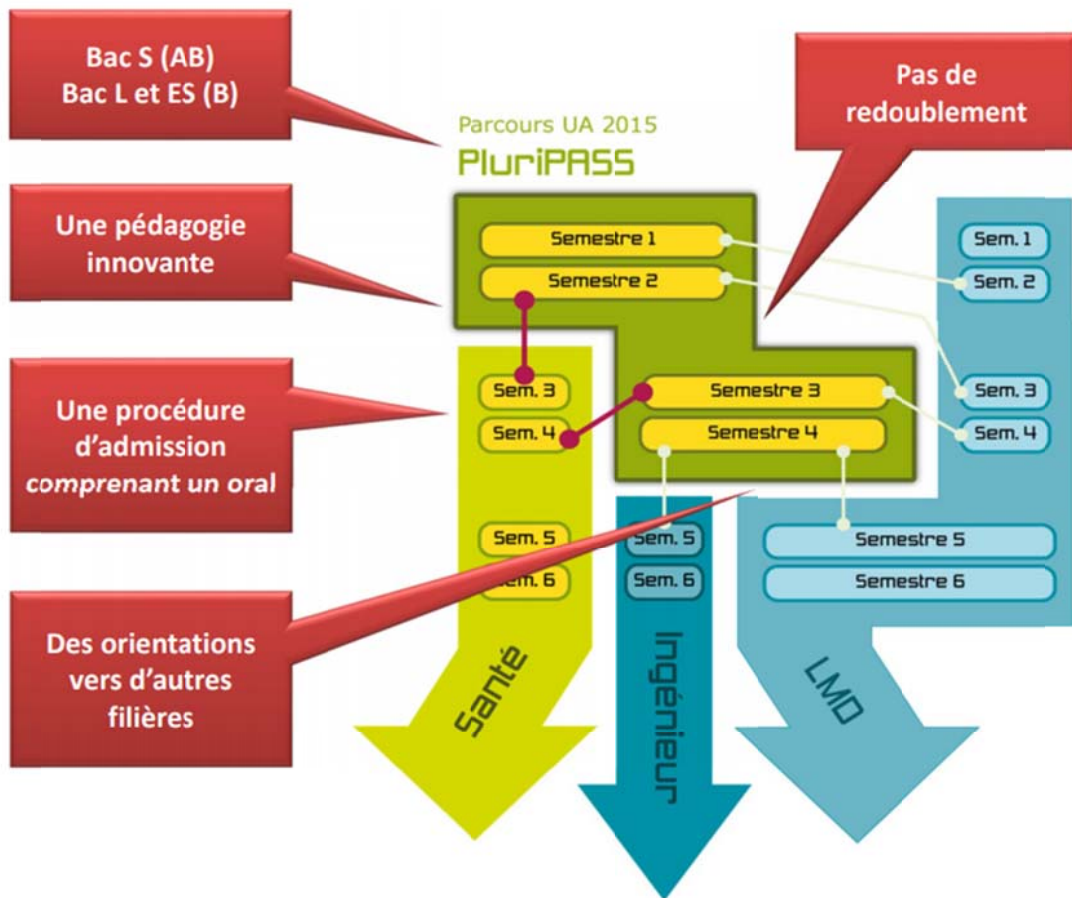 Bac S (AB)
Bac L et ES (B)
Pas de
redoublement
Parcours UA 2015
PluriPASS
Une pédagogie
innovante
Semestre 1
Semestre 2
Sem. 1
Sem. 2
Une procédure
d'admission
comprenant un oral
Sem. 3
Sem. 4
Semestre 3
Semestre 4
Sem. 3
Sem. 4
Sem. 5
Sem. 6
Sem. 5
Sem. 6
Semestre 5
Semestre 6
Des orientations
vers d'autres
filières
Santé
Ingénieur
LMD